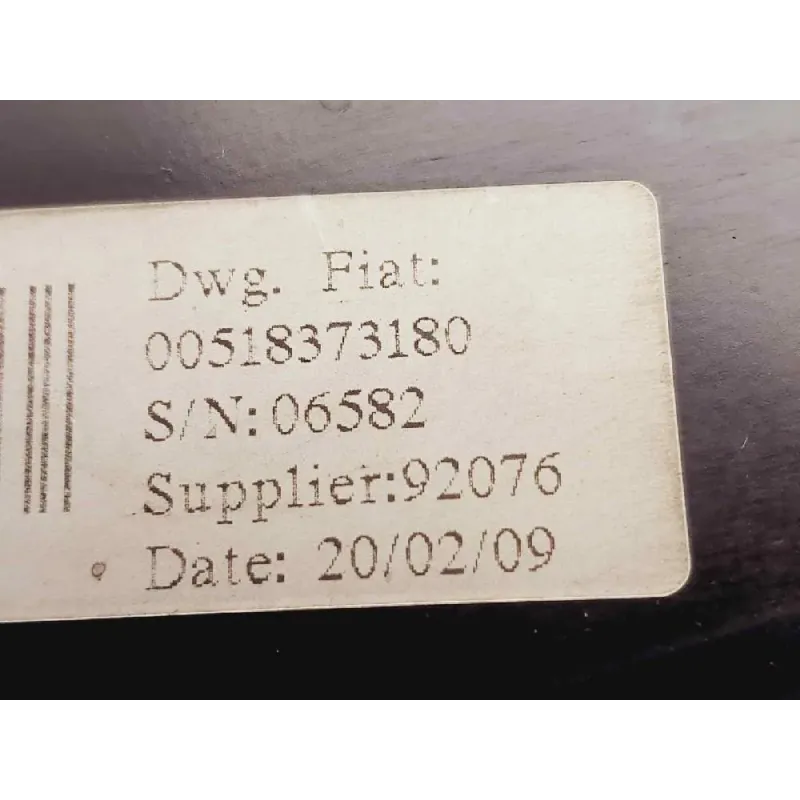 Dwg. Fiat:
00518373180
S/N:06582
Supplier:92076
Date: 20/02/09